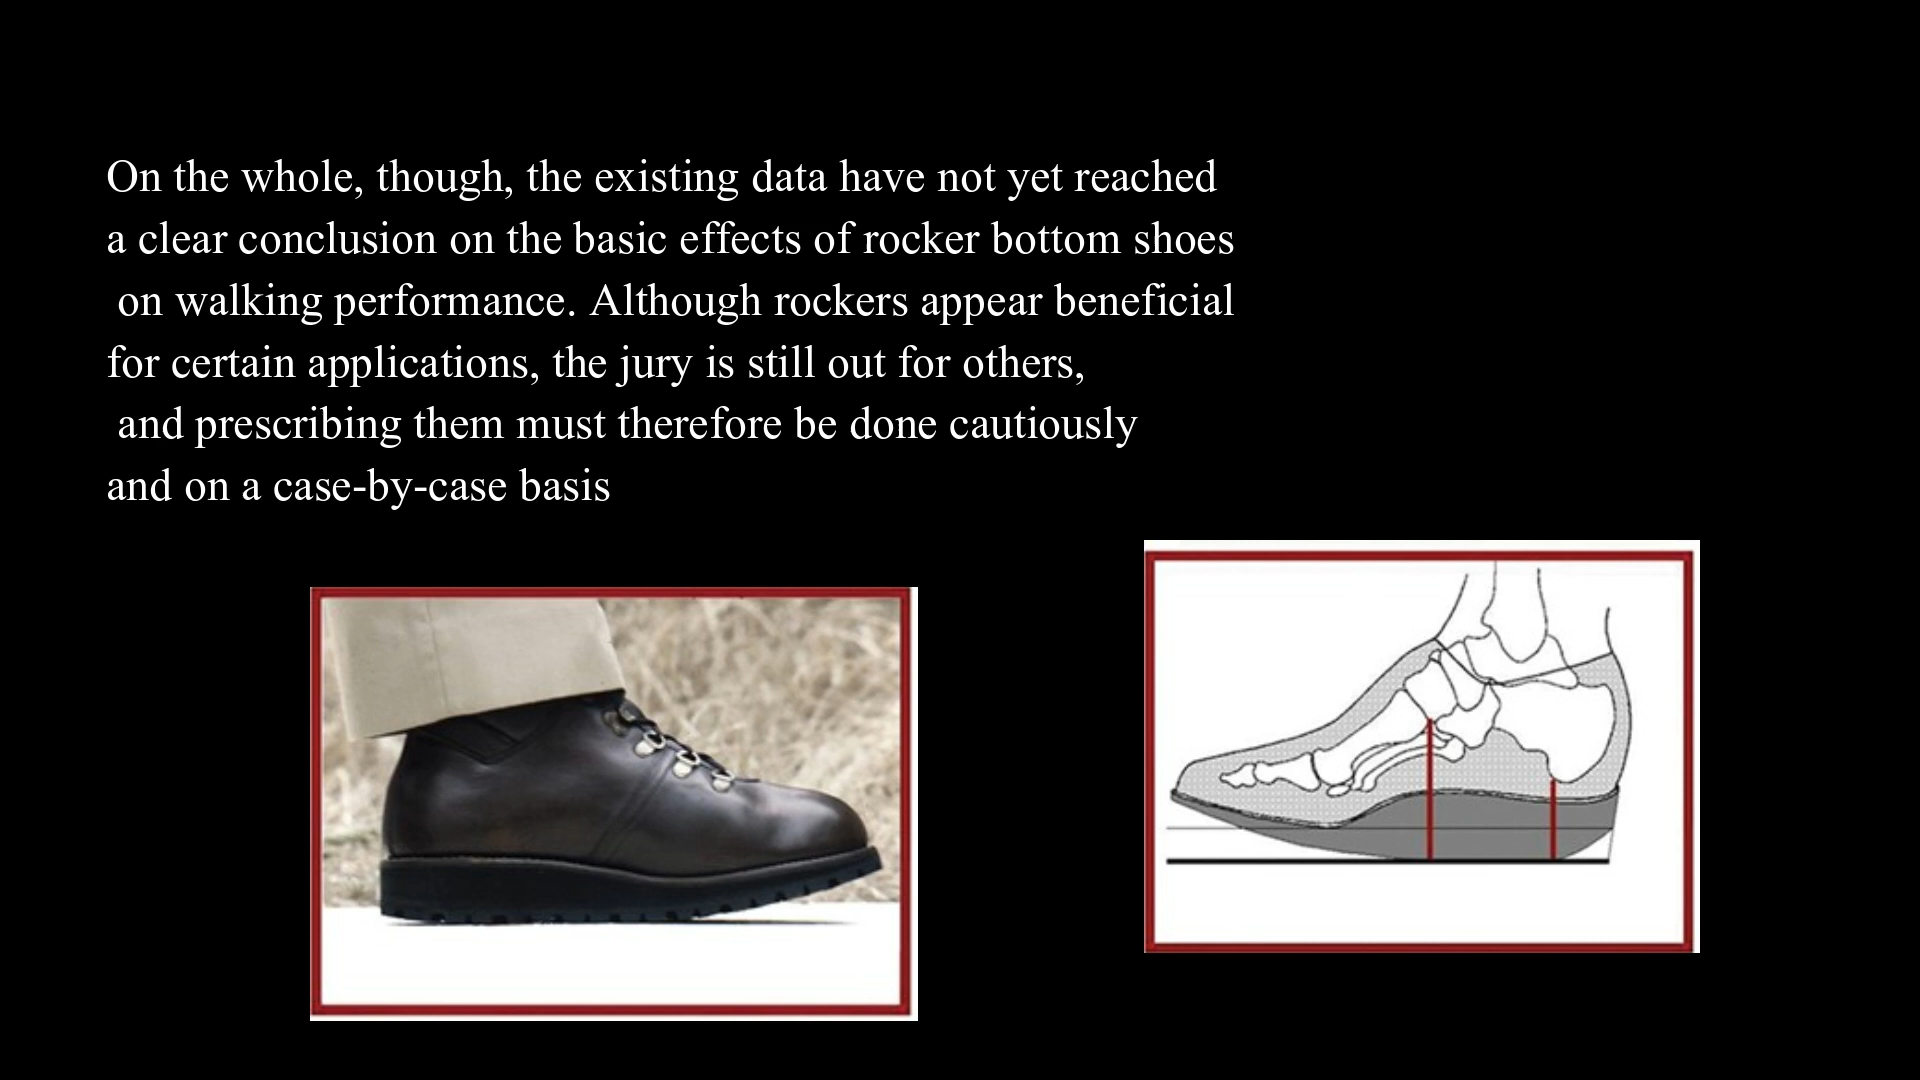 On the whole, though, the existing data have not yet reached
a clear conclusion on the basic effects of rocker bottom shoes
on walking performance. Although rockers appear beneficial
for certain applications, the jury is still out for others,
and prescribing them must therefore be done cautiously
and on a case-by-case basis